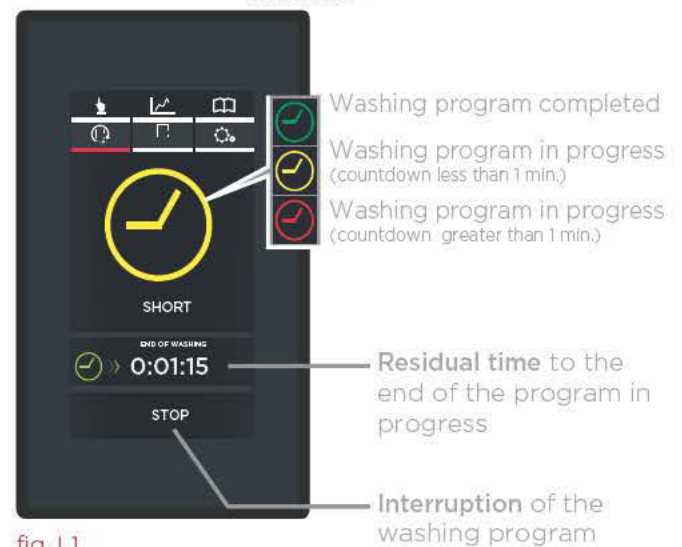 Washing program completed
Washing program in progress
(countdown less than 1 min.)
Washing program in progress
(countdown greater than 1 min.)
SHORT
END OF WASHING
0:01:15
STOP
Residual time to the
end of the program in
progress
Interruption of the
washing program